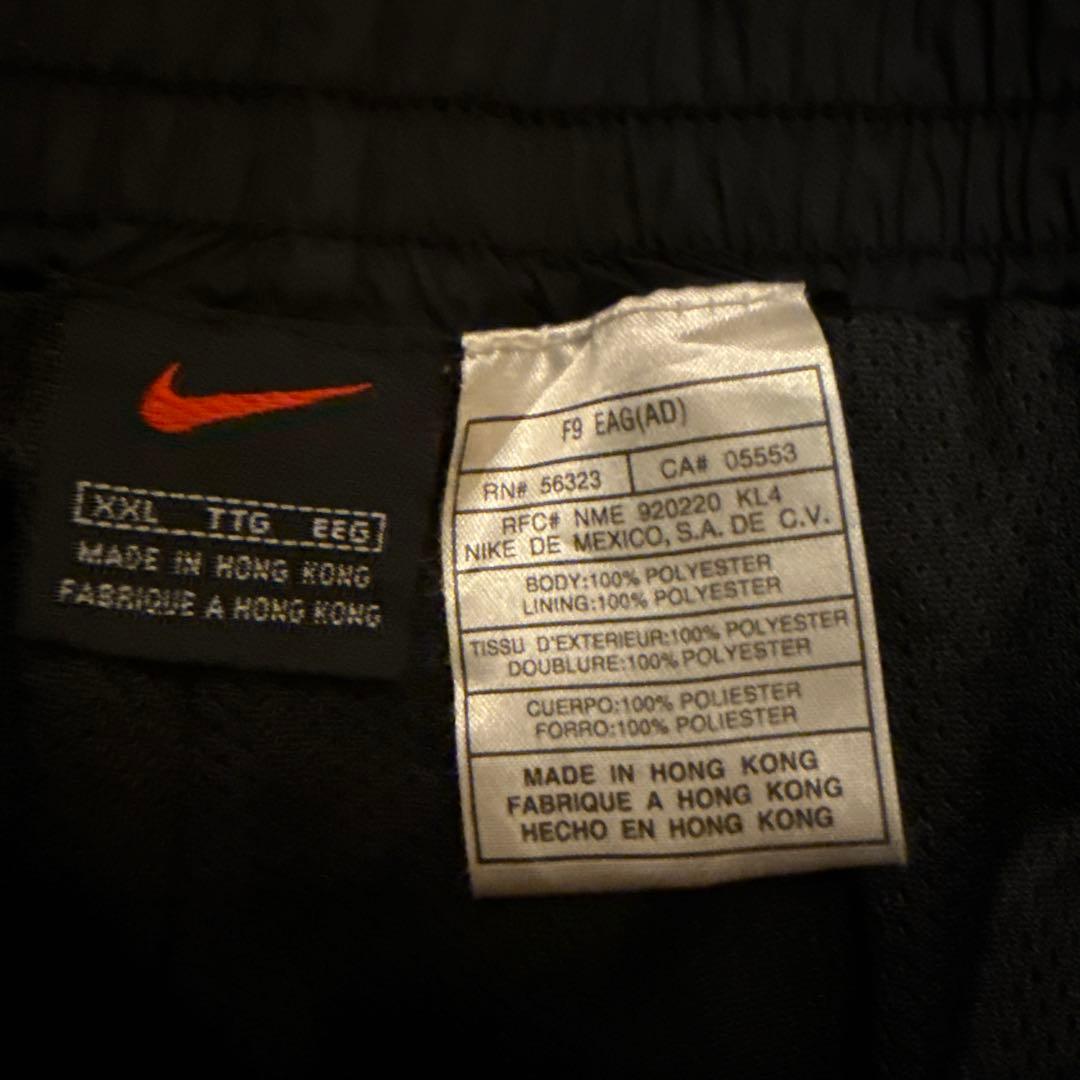 XXL TTG EEG
MADE IN HONG KONG
FABRIQUE A HONG KONG
F9 EAG(AD)
RN# 56323 CA# 05553
RFC# NME 920220 KL4
NIKE DE MEXICO, S.A. DE C.V.
BODY:100% POLYESTER
LINING:100% POLYESTER
TISSU D'EXTERIEUR:100% POLYESTER
DOUBLURE:100% POLYESTER
CUERPO:100% POLIESTER
FORRO:100% POLIESTER
MADE IN HONG KONG
FABRIQUE A HONG KONG
HECHO EN HONG KONG